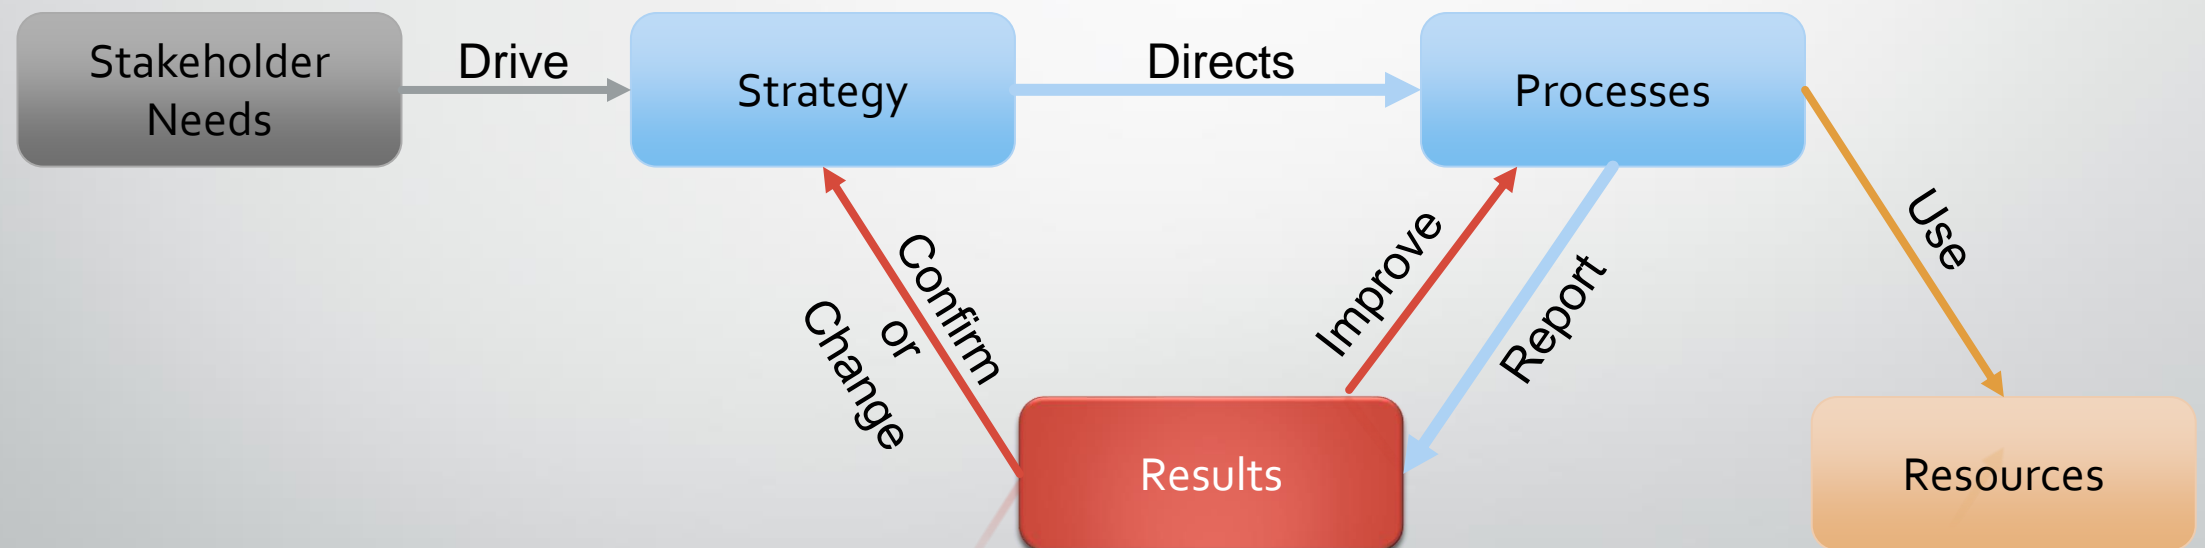 Stakeholder
Needs
Drive
Strategy
Directs
Processes
Confirm
or
Change
Improve
Report
Use
Results
Resources